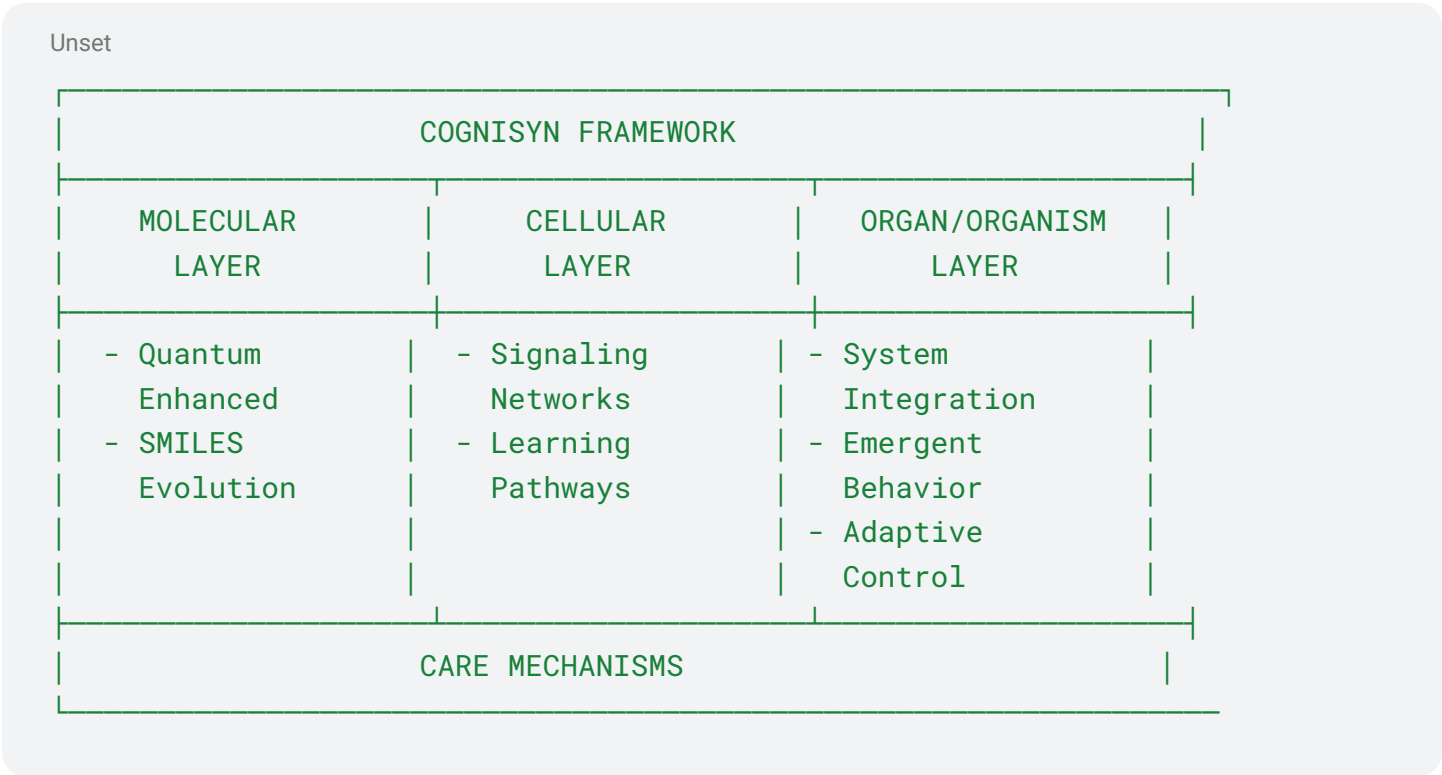 Unset
COGNISYN FRAMEWORK
MOLECULAR CELLULAR ORGAN/ORGANISM
LAYER LAYER LAYER
- Quantum - Signaling - System
Enhanced Networks Integration
- SMILES - Learning - Emergent
Evolution Pathways Behavior
- Adaptive
Control
CARE MECHANISMS